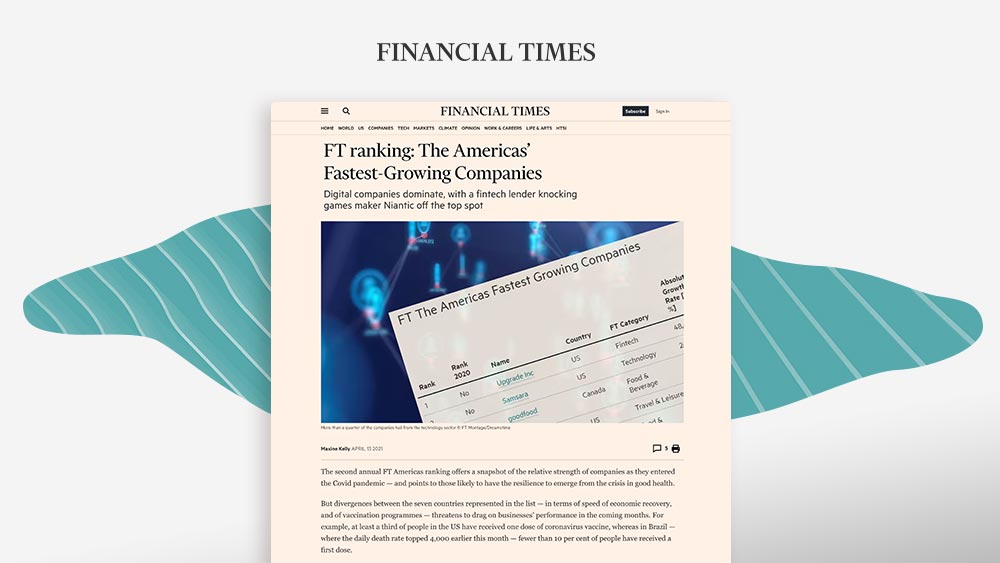 FINANCIAL TIMES
FINANCIAL TIMES
Subscribe
Sign In
HOME WORLD US COMPANIES TECH MARKETS CLIMATE OPINION WORK & CAREERS LIFE & ARTS HTSI
FT ranking: The Americas’
Fastest-Growing Companies
Digital companies dominate, with a fintech lender knocking
games maker Niantic off the top spot
FT The Americas Fastest Growing Companies
Rank
Rank
2020
Name
Country
FT Category
Absolut
Growth
Rate [
%]
1 No Upgrade Inc US Fintech 48,
No Samsara US Technology
goodfood Canada Food &
Beverage
US Travel & Leisure
More than a quarter of the companies hail from the technology sector © FT Montage/Dreamstime
Maxine Kelly APRIL 13 2021
5
The second annual FT Americas ranking offers a snapshot of the relative strength of companies as they entered
the Covid pandemic — and points to those likely to have the resilience to emerge from the crisis in good health.
But divergences between the seven countries represented in the list — in terms of speed of economic recovery,
and of vaccination programmes — threatens to drag on businesses’ performance in the coming months. For
example, at least a third of people in the US have received one dose of coronavirus vaccine, whereas in Brazil —
where the daily death rate topped 4,000 earlier this month — fewer than 10 per cent of people have received a
first dose.